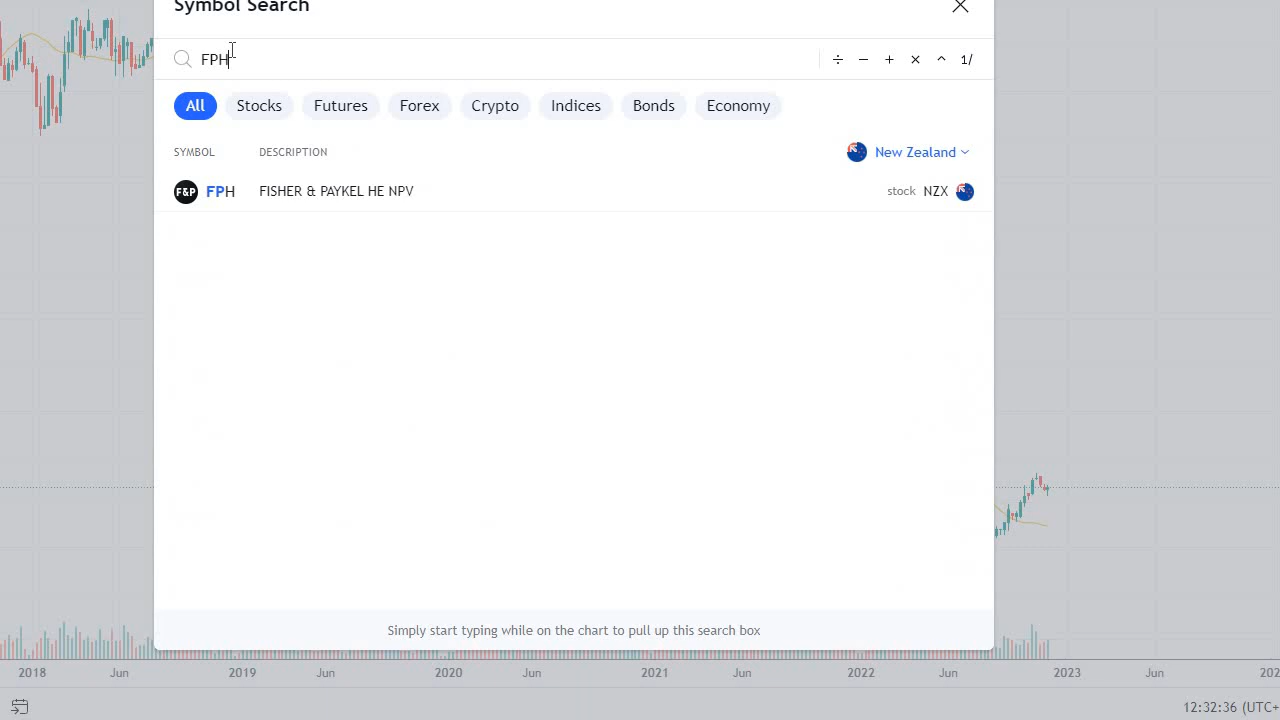 Symbol Search
FPH
÷ − + × ^ 1/
All Stocks Futures Forex Crypto Indices Bonds Economy
SYMBOL DESCRIPTION New Zealand
F&P FPH FISHER & PAYKEL HE NPV stock NZX
Simply start typing while on the chart to pull up this search box
2018 Jun 2019 Jun 2020 Jun 2021 Jun 2022 Jun 2023 Jun 202
12:32:36 (UTC+